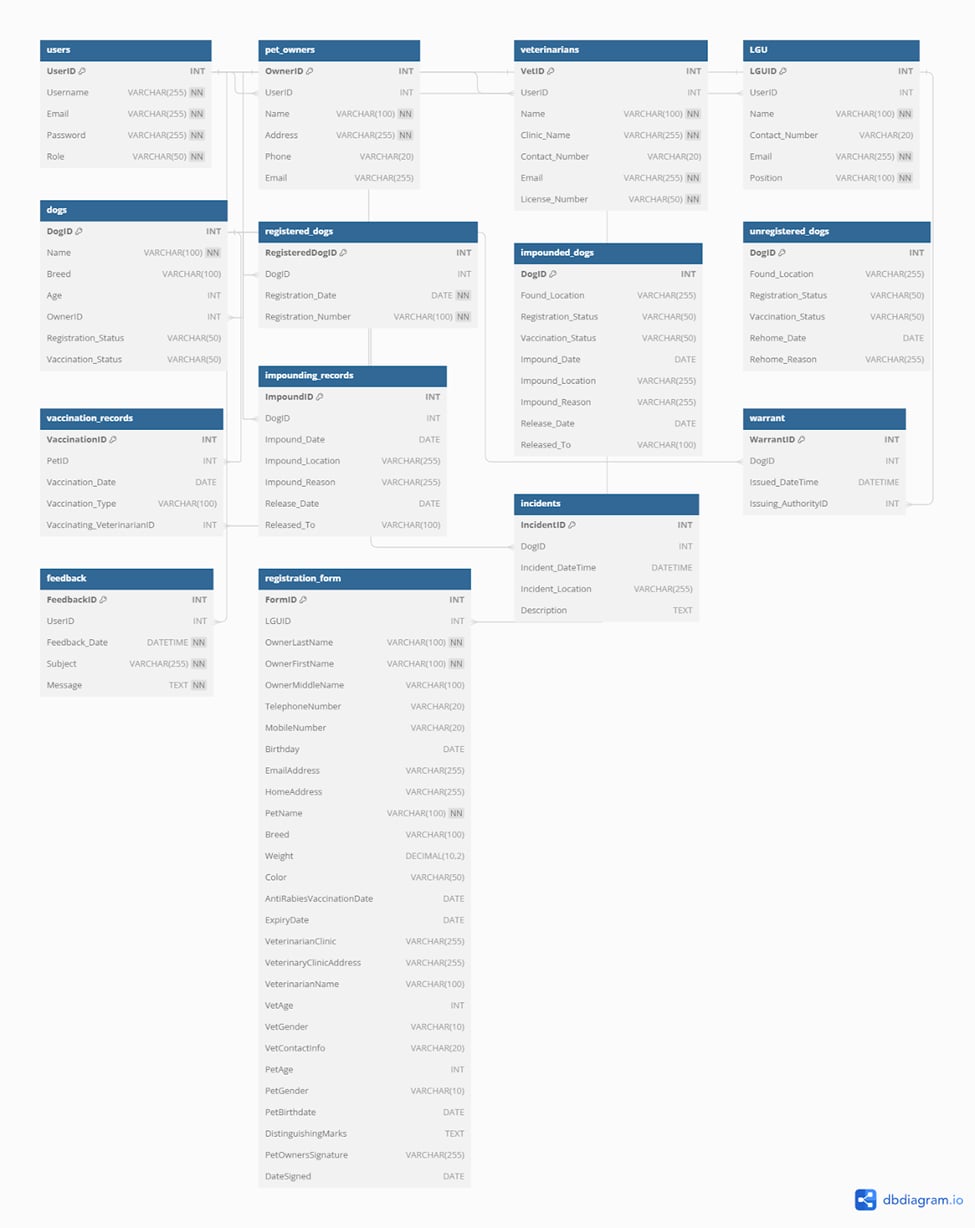 users
UserID INT
Username VARCHAR(255) NN
Email VARCHAR(255) NN
Password VARCHAR(255) NN
Role VARCHAR(50) NN
pet_owners
OwnerID INT
UserID INT
Name VARCHAR(100) NN
Address VARCHAR(255) NN
Phone VARCHAR(20)
Email VARCHAR(255)
veterinarians
VetID INT
UserID INT
Name VARCHAR(100) NN
Clinic_Name VARCHAR(255) NN
Contact_Number VARCHAR(20)
Email VARCHAR(255) NN
License_Number VARCHAR(50) NN
LGU
LGUID INT
UserID INT
Name VARCHAR(100) NN
Contact_Number VARCHAR(20)
Email VARCHAR(255) NN
Position VARCHAR(100) NN
dogs
DogID INT
Name VARCHAR(100) NN
Breed VARCHAR(100)
Age INT
OwnerID INT
Registration_Status VARCHAR(50)
Vaccination_Status VARCHAR(50)
registered_dogs
RegisteredDogID INT
DogID INT
Registration_Date DATE NN
Registration_Number VARCHAR(100) NN
impounded_dogs
DogID INT
Found_Location VARCHAR(255)
Registration_Status VARCHAR(50)
Vaccination_Status VARCHAR(50)
Impound_Date DATE
Impound_Location VARCHAR(255)
Impound_Reason VARCHAR(255)
Release_Date DATE
Released_To VARCHAR(100)
unregistered_dogs
DogID INT
Found_Location VARCHAR(255)
Registration_Status VARCHAR(50)
Vaccination_Status VARCHAR(50)
Rehome_Date DATE
Rehome_Reason VARCHAR(255)
vaccination_records
VaccinationID INT
PetID INT
Vaccination_Date DATE
Vaccination_Type VARCHAR(100)
Vaccinating_VeterinarianID INT
impounding_records
ImpoundID INT
DogID INT
Impound_Date DATE
Impound_Location VARCHAR(255)
Impound_Reason VARCHAR(255)
Release_Date DATE
Released_To VARCHAR(100)
warrant
WarrantID INT
DogID INT
Issued_DateTime DATETIME
Issuing_AuthorityID INT
incidents
IncidentID INT
DogID INT
Incident_DateTime DATETIME
Incident_Location VARCHAR(255)
Description TEXT
feedback
FeedbackID INT
UserID INT
Feedback_Date DATETIME NN
Subject VARCHAR(255) NN
Message TEXT NN
registration_form
FormID INT
LGUID INT
OwnerLastName VARCHAR(100) NN
OwnerFirstName VARCHAR(100) NN
OwnerMiddleName VARCHAR(100)
TelephoneNumber VARCHAR(20)
MobileNumber VARCHAR(20)
Birthday DATE
EmailAddress VARCHAR(255)
HomeAddress VARCHAR(255)
PetName VARCHAR(100) NN
Breed VARCHAR(100)
Weight DECIMAL(10,2)
Color VARCHAR(50)
AntiRabiesVaccinationDate DATE
ExpiryDate DATE
VeterinarianClinic VARCHAR(255)
VeterinaryClinicAddress VARCHAR(255)
VeterinarianName VARCHAR(100)
VetAge INT
VetGender VARCHAR(10)
VetContactInfo VARCHAR(20)
PetAge INT
PetGender VARCHAR(10)
PetBirthdate DATE
DistinguishingMarks TEXT
PetOwnersSignature VARCHAR(255)
DateSigned DATE
dbdiagram.io